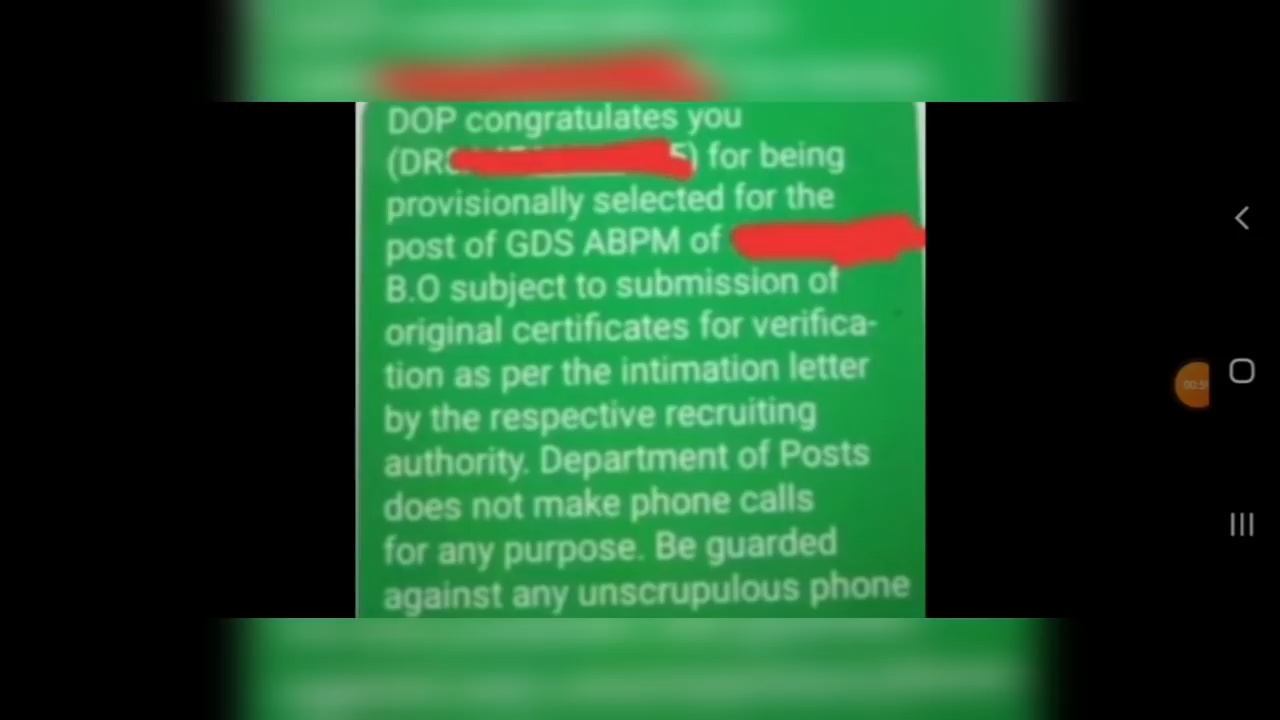 DOP congratulates you
(DR 5) for being
provisionally selected for the
post of GDS ABPM of
B.O subject to submission of
original certificates for verifica-
tion as per the intimation letter
by the respective recruiting
authority. Department of Posts
does not make phone calls
for any purpose. Be guarded
against any unscrupulous phone